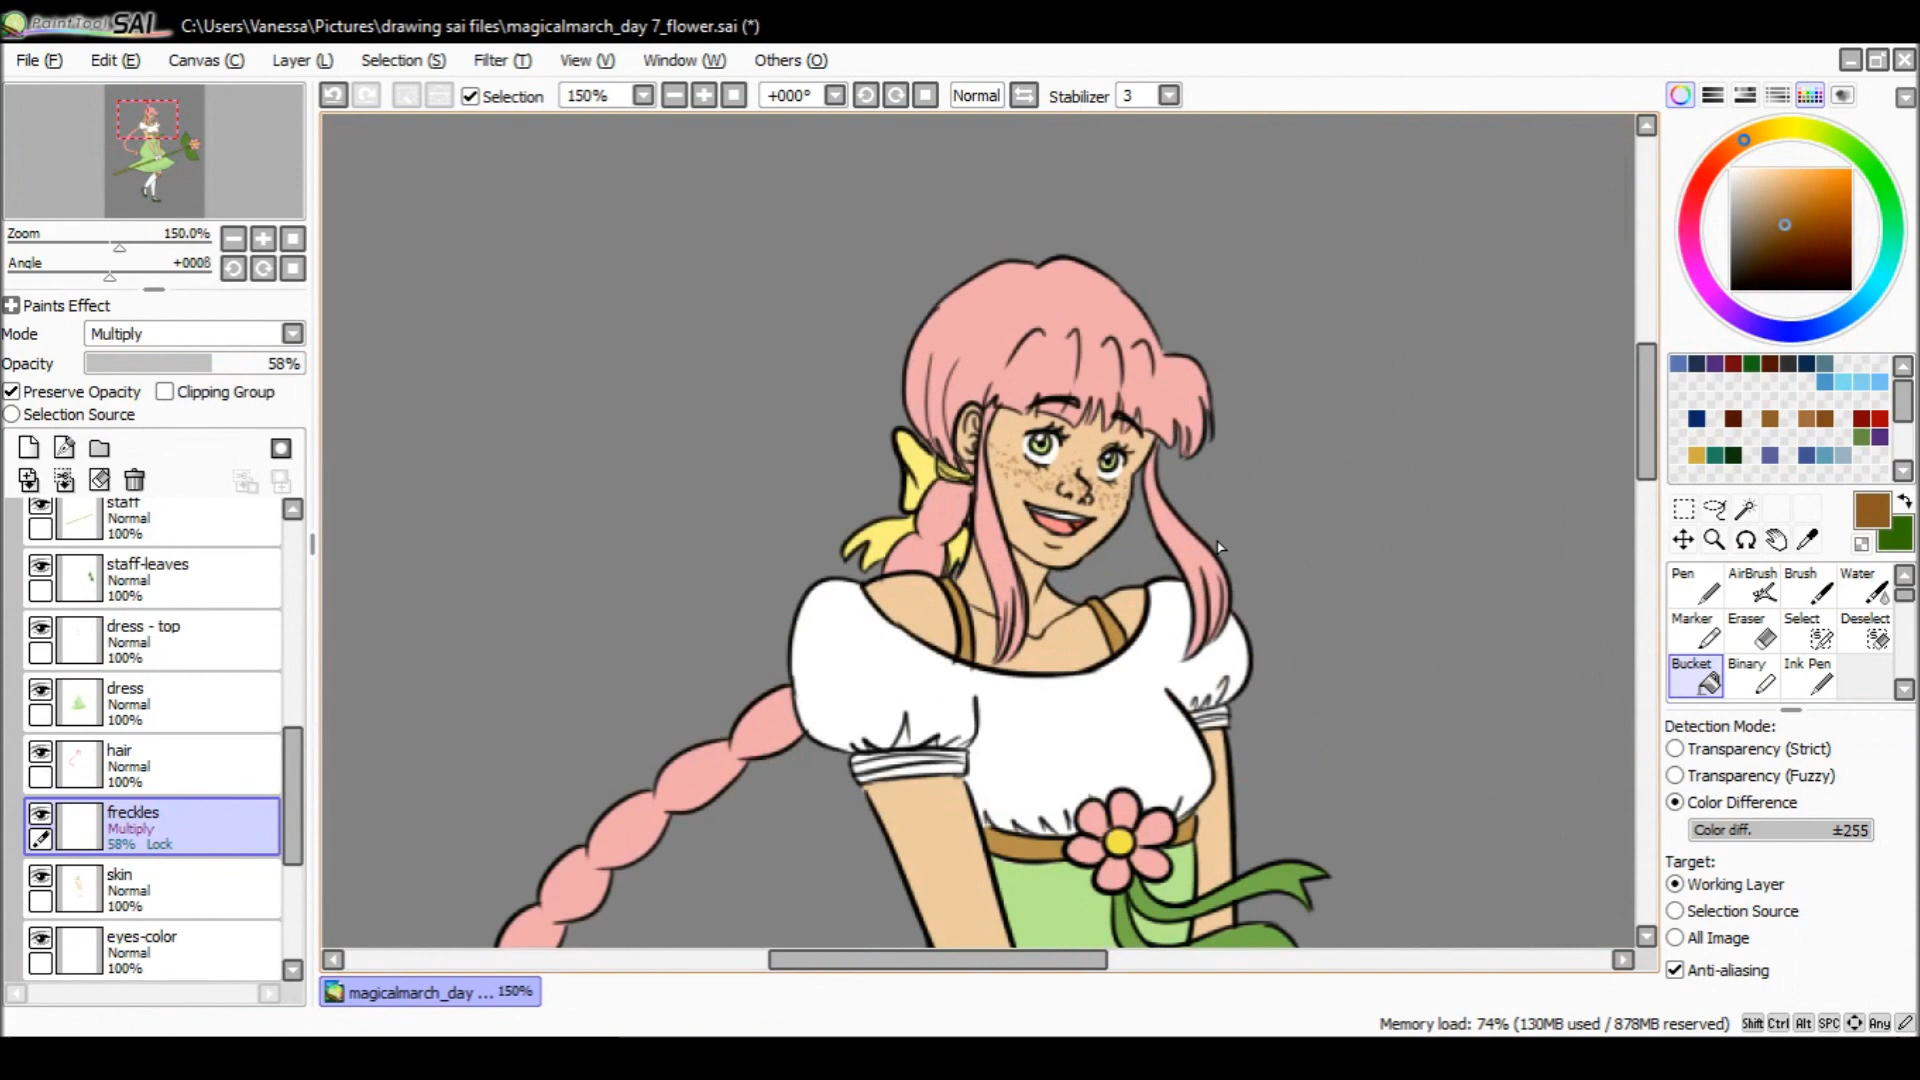 PaintTool SAI C:\Users\Vanessa\Pictures\drawing sai files\magicalmarch_day 7_flower.sai (*)
File (F) Edit (E) Canvas (C) Layer (L) Selection (S) Filter (T) View (V) Window (W) Others (O)
Selection 150% +000° Normal Stabilizer 3
Zoom 150.0%
Angle +000
Paints Effect
Mode Multiply
Opacity 58%
Preserve Opacity Clipping Group
Selection Source
staff
Normal
100%
staff-leaves
Normal
100%
dress - top
Normal
100%
dress
Normal
100%
hair
Normal
100%
freckles
Multiply
58% Lock
skin
Normal
100%
eyes-color
Normal
100%
Pen AirBrush Brush Water
Marker Eraser Select Deselect
Bucket Binary Ink Pen
Detection Mode:
Transparency (Strict)
Transparency (Fuzzy)
Color Difference
Color diff. ±255
Target:
Working Layer
Selection Source
All Image
Anti-aliasing
magicalmarch_day ... 150%
Memory load: 74% (130MB used / 878MB reserved) Shift Ctrl Alt SPC Any